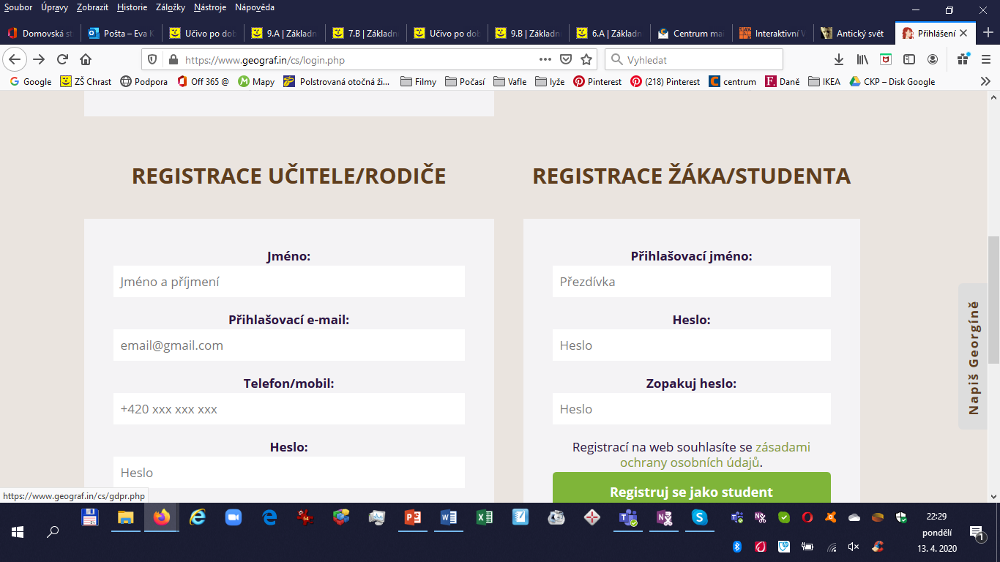 Soubor Úpravy Zobrazit Historie Záložky Nástroje Nápověda
Domovská st
Pošta – Eva K
Učivo po dob
9.A | Základn
7.B | Základn
Učivo po dob
9.B | Základn
6.A | Základn
Centrum mai
Interaktivní V
Antický svět
Přihlášení
https://www.geograf.in/cs/login.php
Vyhledat
Google ZŠ Chrast Podpora Off 365 @ Mapy Polstrovaná otočná ži... Filmy Počasí Vafle lyže Pinterest (218) Pinterest centrum Daně IKEA CKP – Disk Google
REGISTRACE UČITELE/RODIČE
Jméno:
Jméno a příjmení
Přihlašovací e-mail:
email@gmail.com
Telefon/mobil:
+420 xxx xxx xxx
Heslo:
Heslo
REGISTRACE ŽÁKA/STUDENTA
Přihlašovací jméno:
Přezdívka
Heslo:
Heslo
Zopakuj heslo:
Heslo
Registrací na web souhlasíte se zásadami
ochrany osobních údajů.
Registruj se jako student
Napiš Georgíně
https://www.geograf.in/cs/gdpr.php
64
22:29
pondělí
13. 4. 2020
1